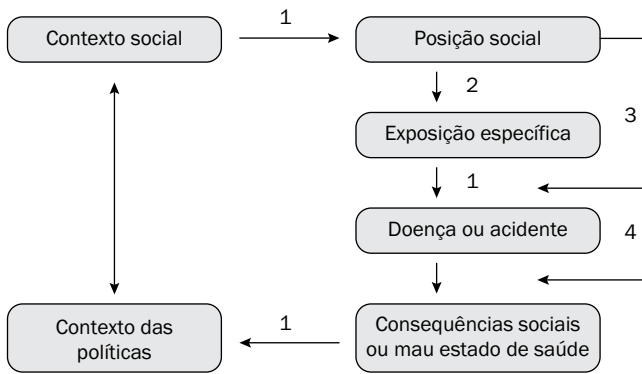 1
Contexto social
Posição social
2
3
Exposição específica
1
Doença ou acidente
4
1
Contexto das
políticas
Consequências sociais
ou mau estado de saúde